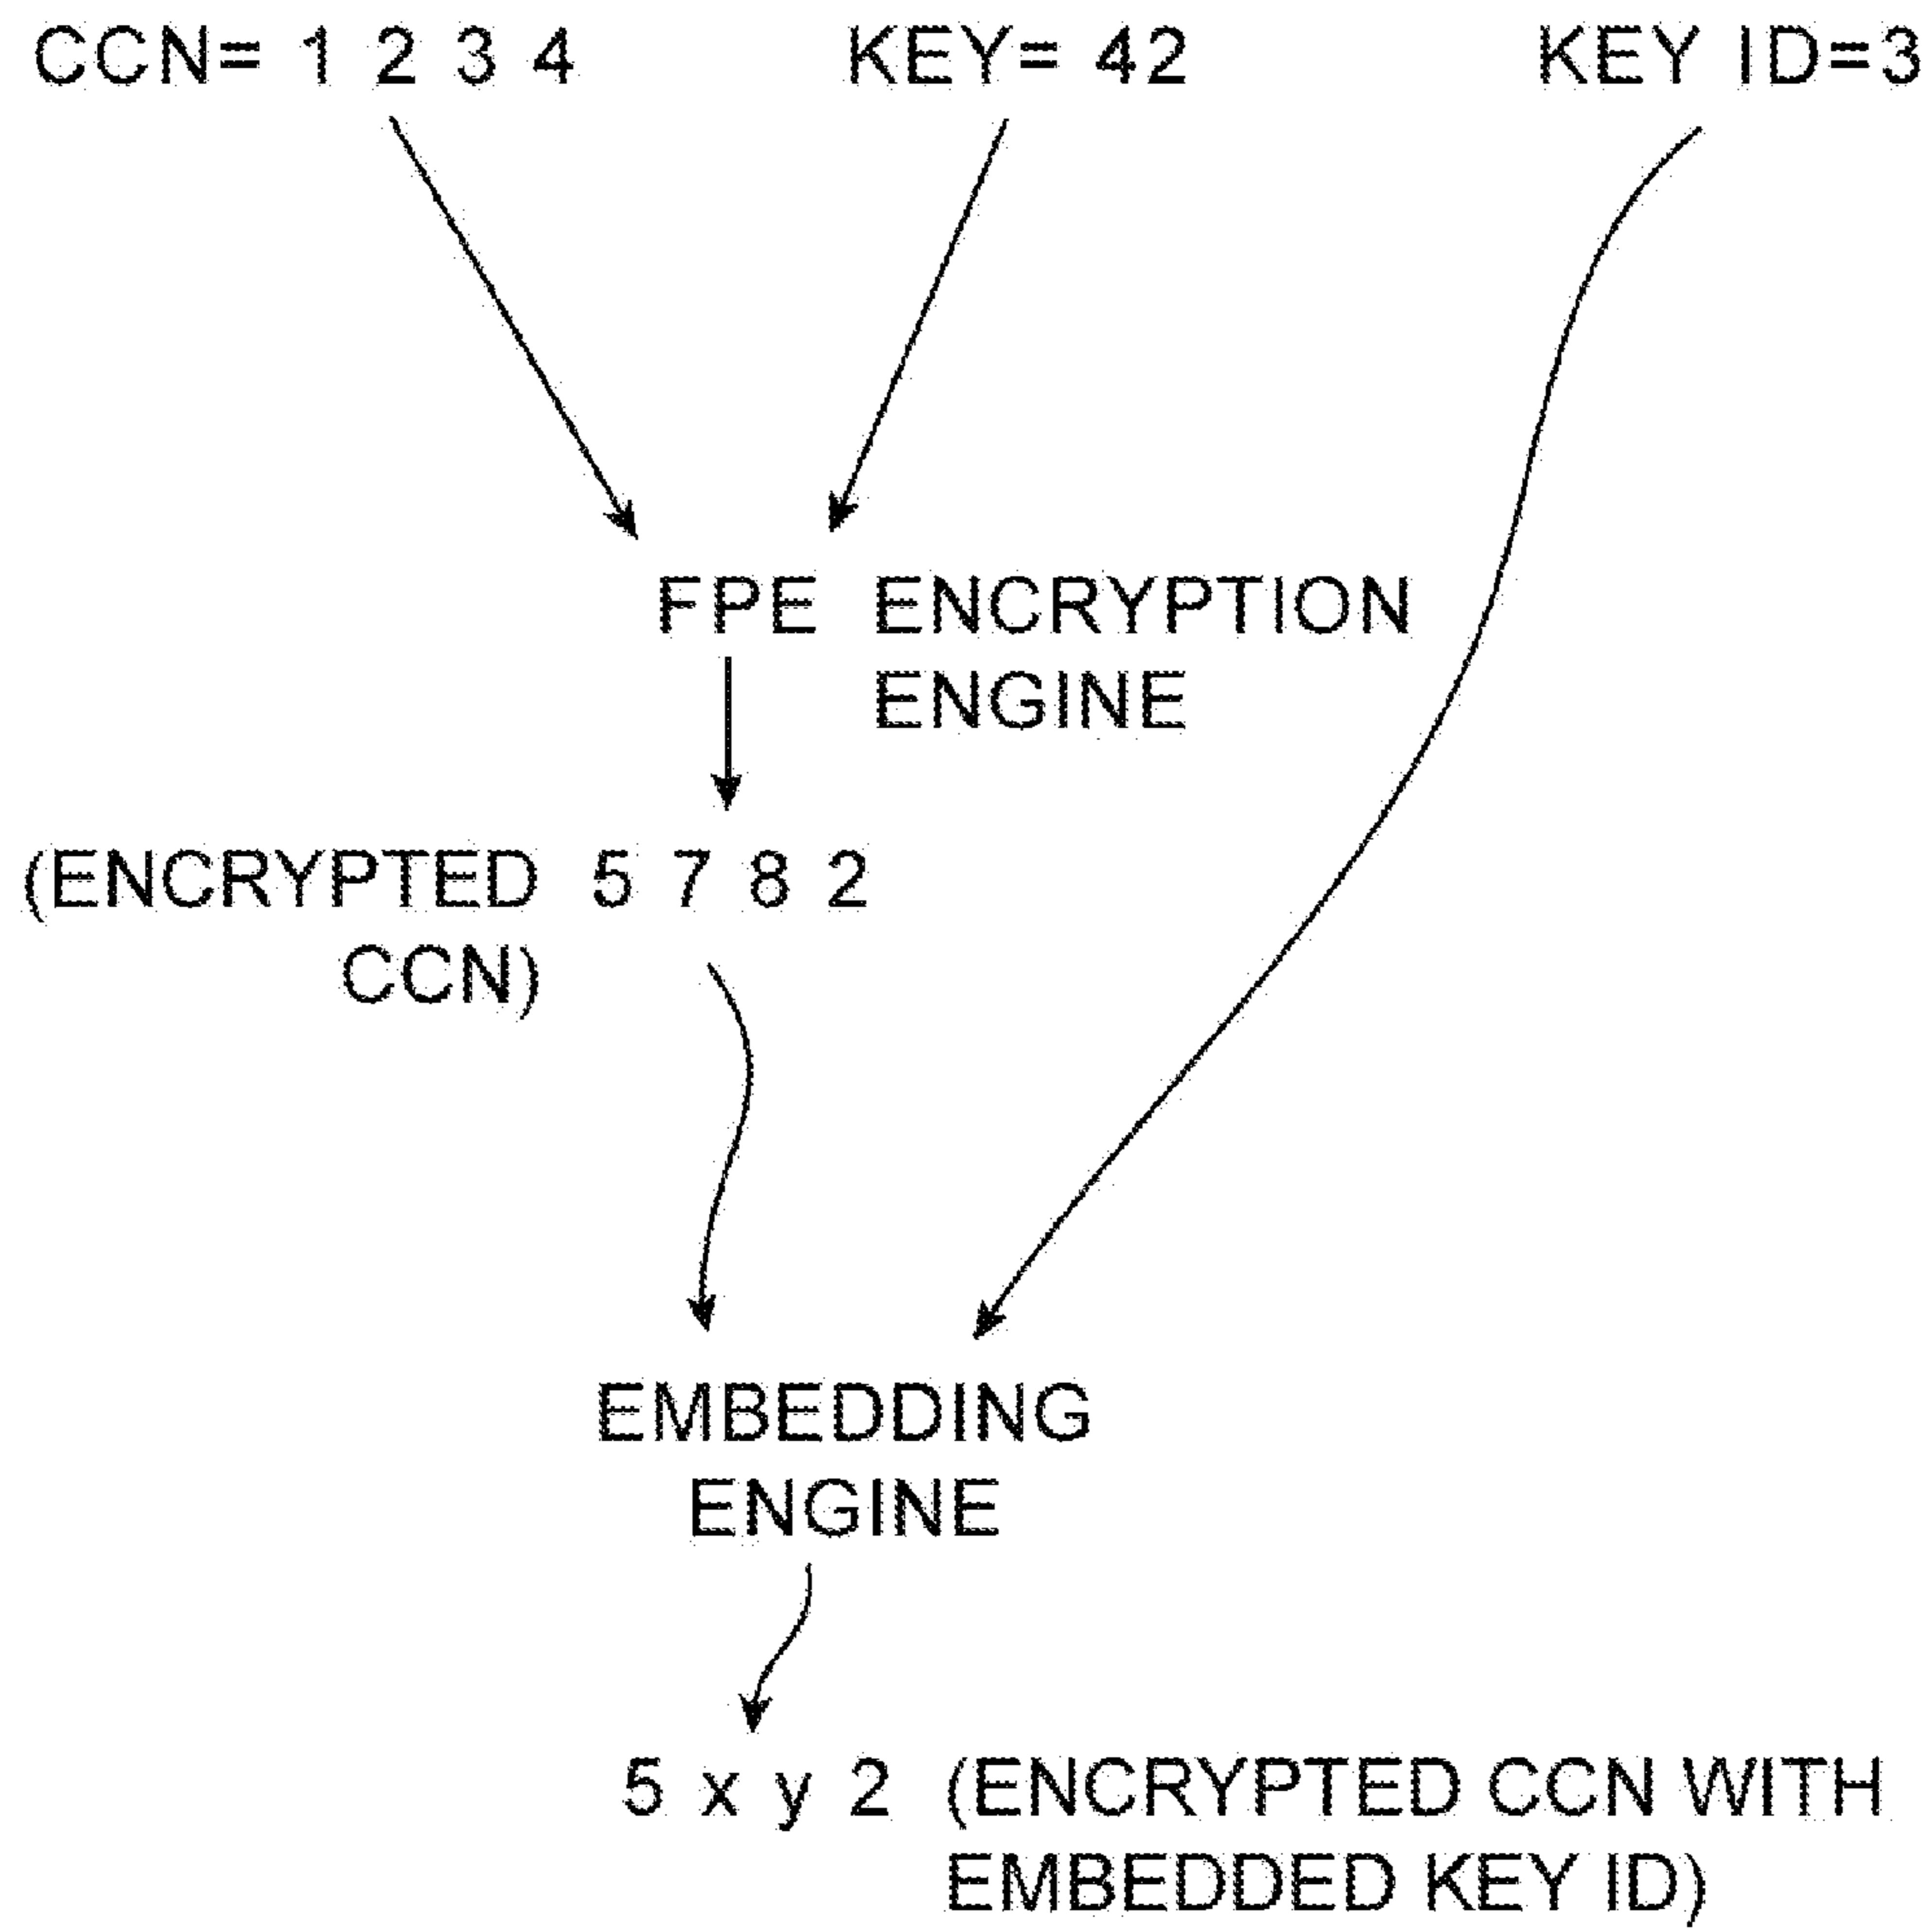 CCN= 1 2 3 4 KEY= 42 KEY ID=3
FPE ENCRYPTION
ENGINE
(ENCRYPTED 5 7 8 2
CCN)
EMBEDDING
ENGINE
5 x y 2 (ENCRYPTED CCN WITH
EMBEDDED KEY ID)